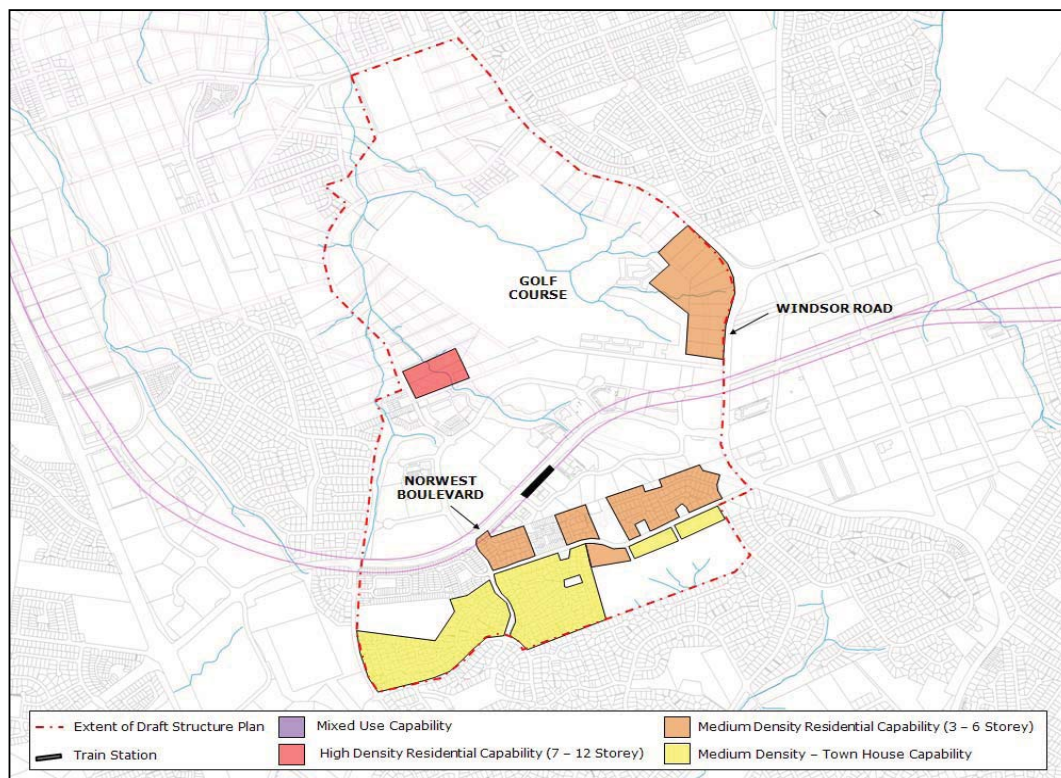 GOLF
COURSE
WINDSOR ROAD
NORWEST
BOULEVARD
Extent of Draft Structure Plan
Mixed Use Capability
Medium Density Residential Capability (3 – 6 Storey)
Train Station
High Density Residential Capability (7 – 12 Storey)
Medium Density – Town House Capability